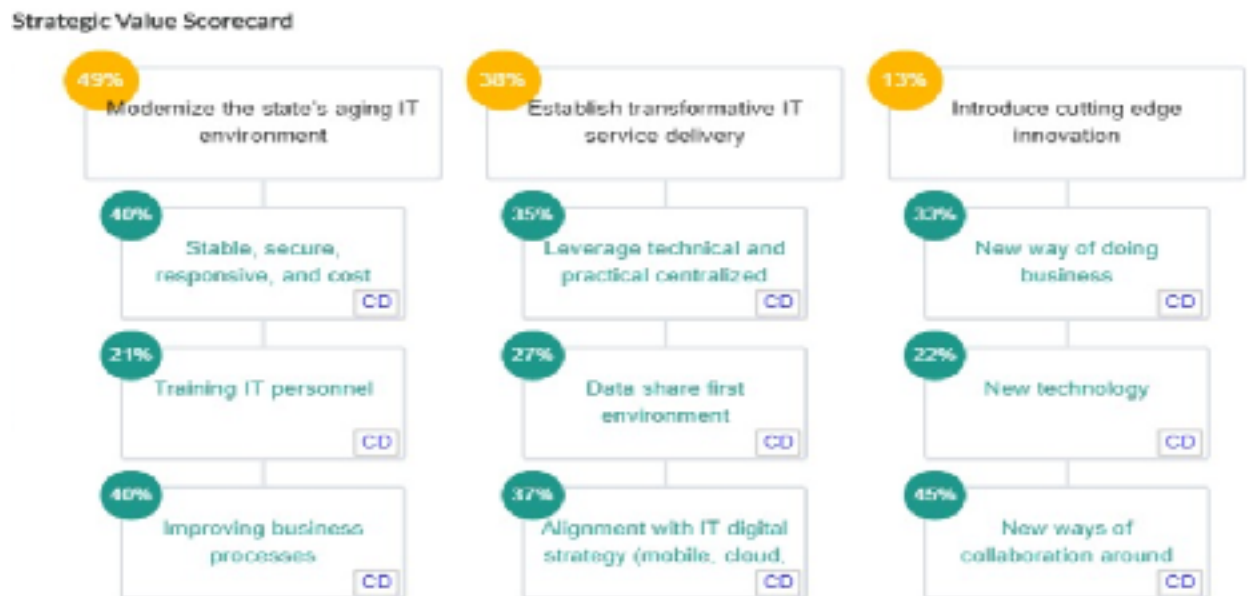 Strategic Value Scorecard
49%
Modernize the state's aging IT
environment
38%
Establish transformative IT
service delivery
13%
Introduce cutting edge
innovation
40%
Stable, secure,
responsive, and cost
CD
35%
Leverage technical and
practical centralized
CD
33%
New way of doing
business
CD
21%
Training IT personnel
CD
27%
Data share first
environment
CD
22%
New technology
CD
40%
Improving business
processes
CD
37%
Alignment with IT digital
strategy (mobile, cloud,
CD
45%
New ways of
collaboration around
CD